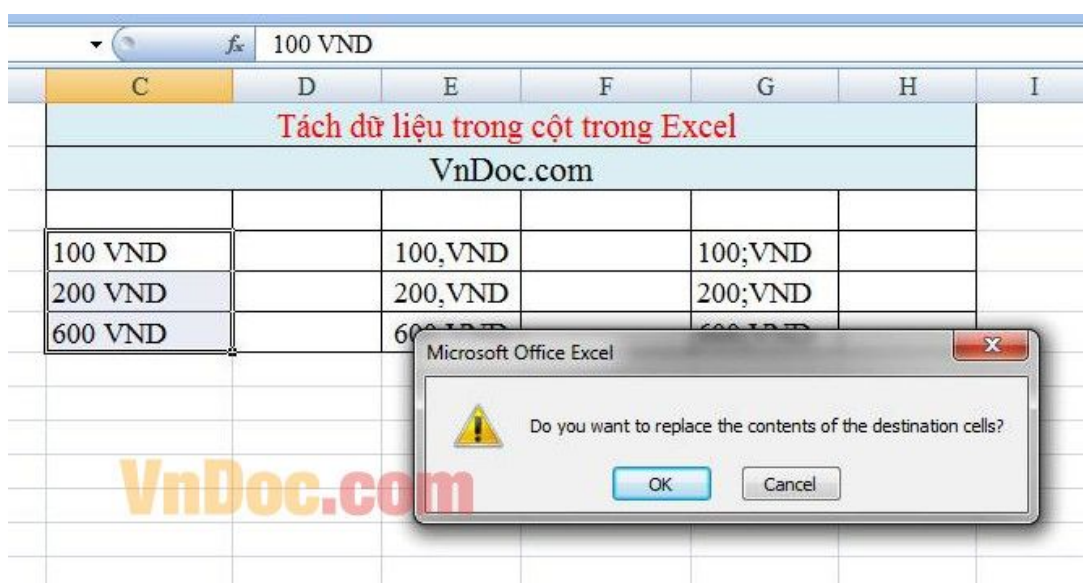 fx 100 VND
C D E F G H I
Tách dữ liệu trong cột trong Excel
VnDoc.com
100 VND 100,VND 100;VND
200 VND 200,VND 200;VND
600 VND
Microsoft Office Excel
Do you want to replace the contents of the destination cells?
OK Cancel
VnDoc.com